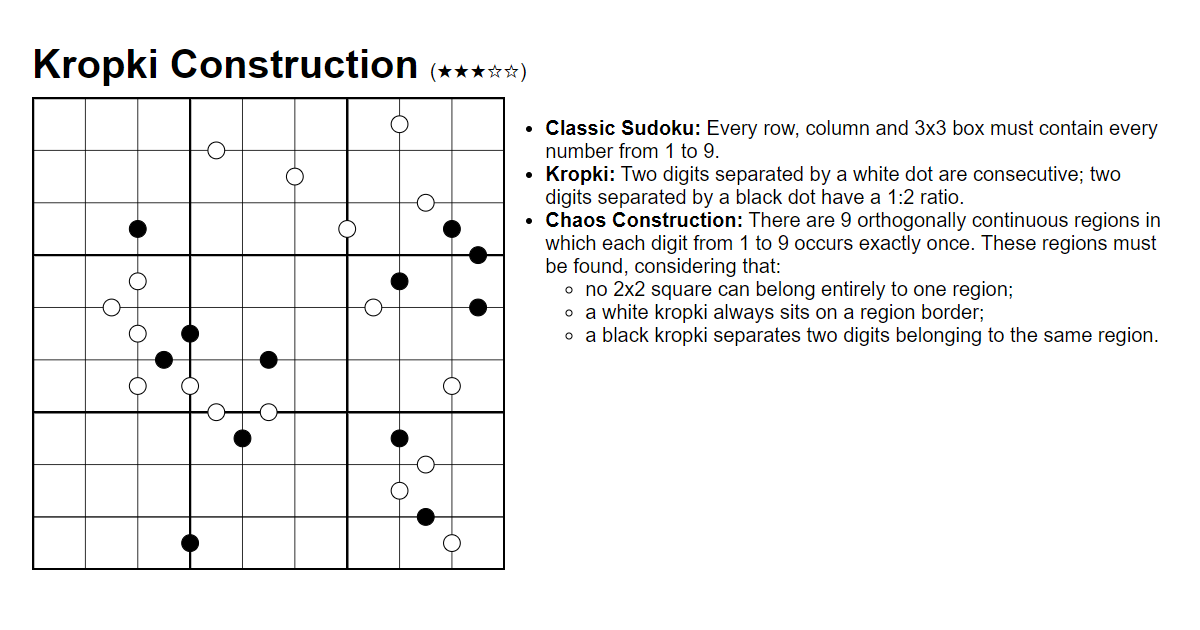 Kropki Construction (★★★☆☆)
• Classic Sudoku: Every row, column and 3x3 box must contain every
number from 1 to 9.
• Kropki: Two digits separated by a white dot are consecutive; two
digits separated by a black dot have a 1:2 ratio.
• Chaos Construction: There are 9 orthogonally continuous regions in
which each digit from 1 to 9 occurs exactly once. These regions must
be found, considering that:
◦ no 2x2 square can belong entirely to one region;
◦ a white kropki always sits on a region border;
◦ a black kropki separates two digits belonging to the same region.